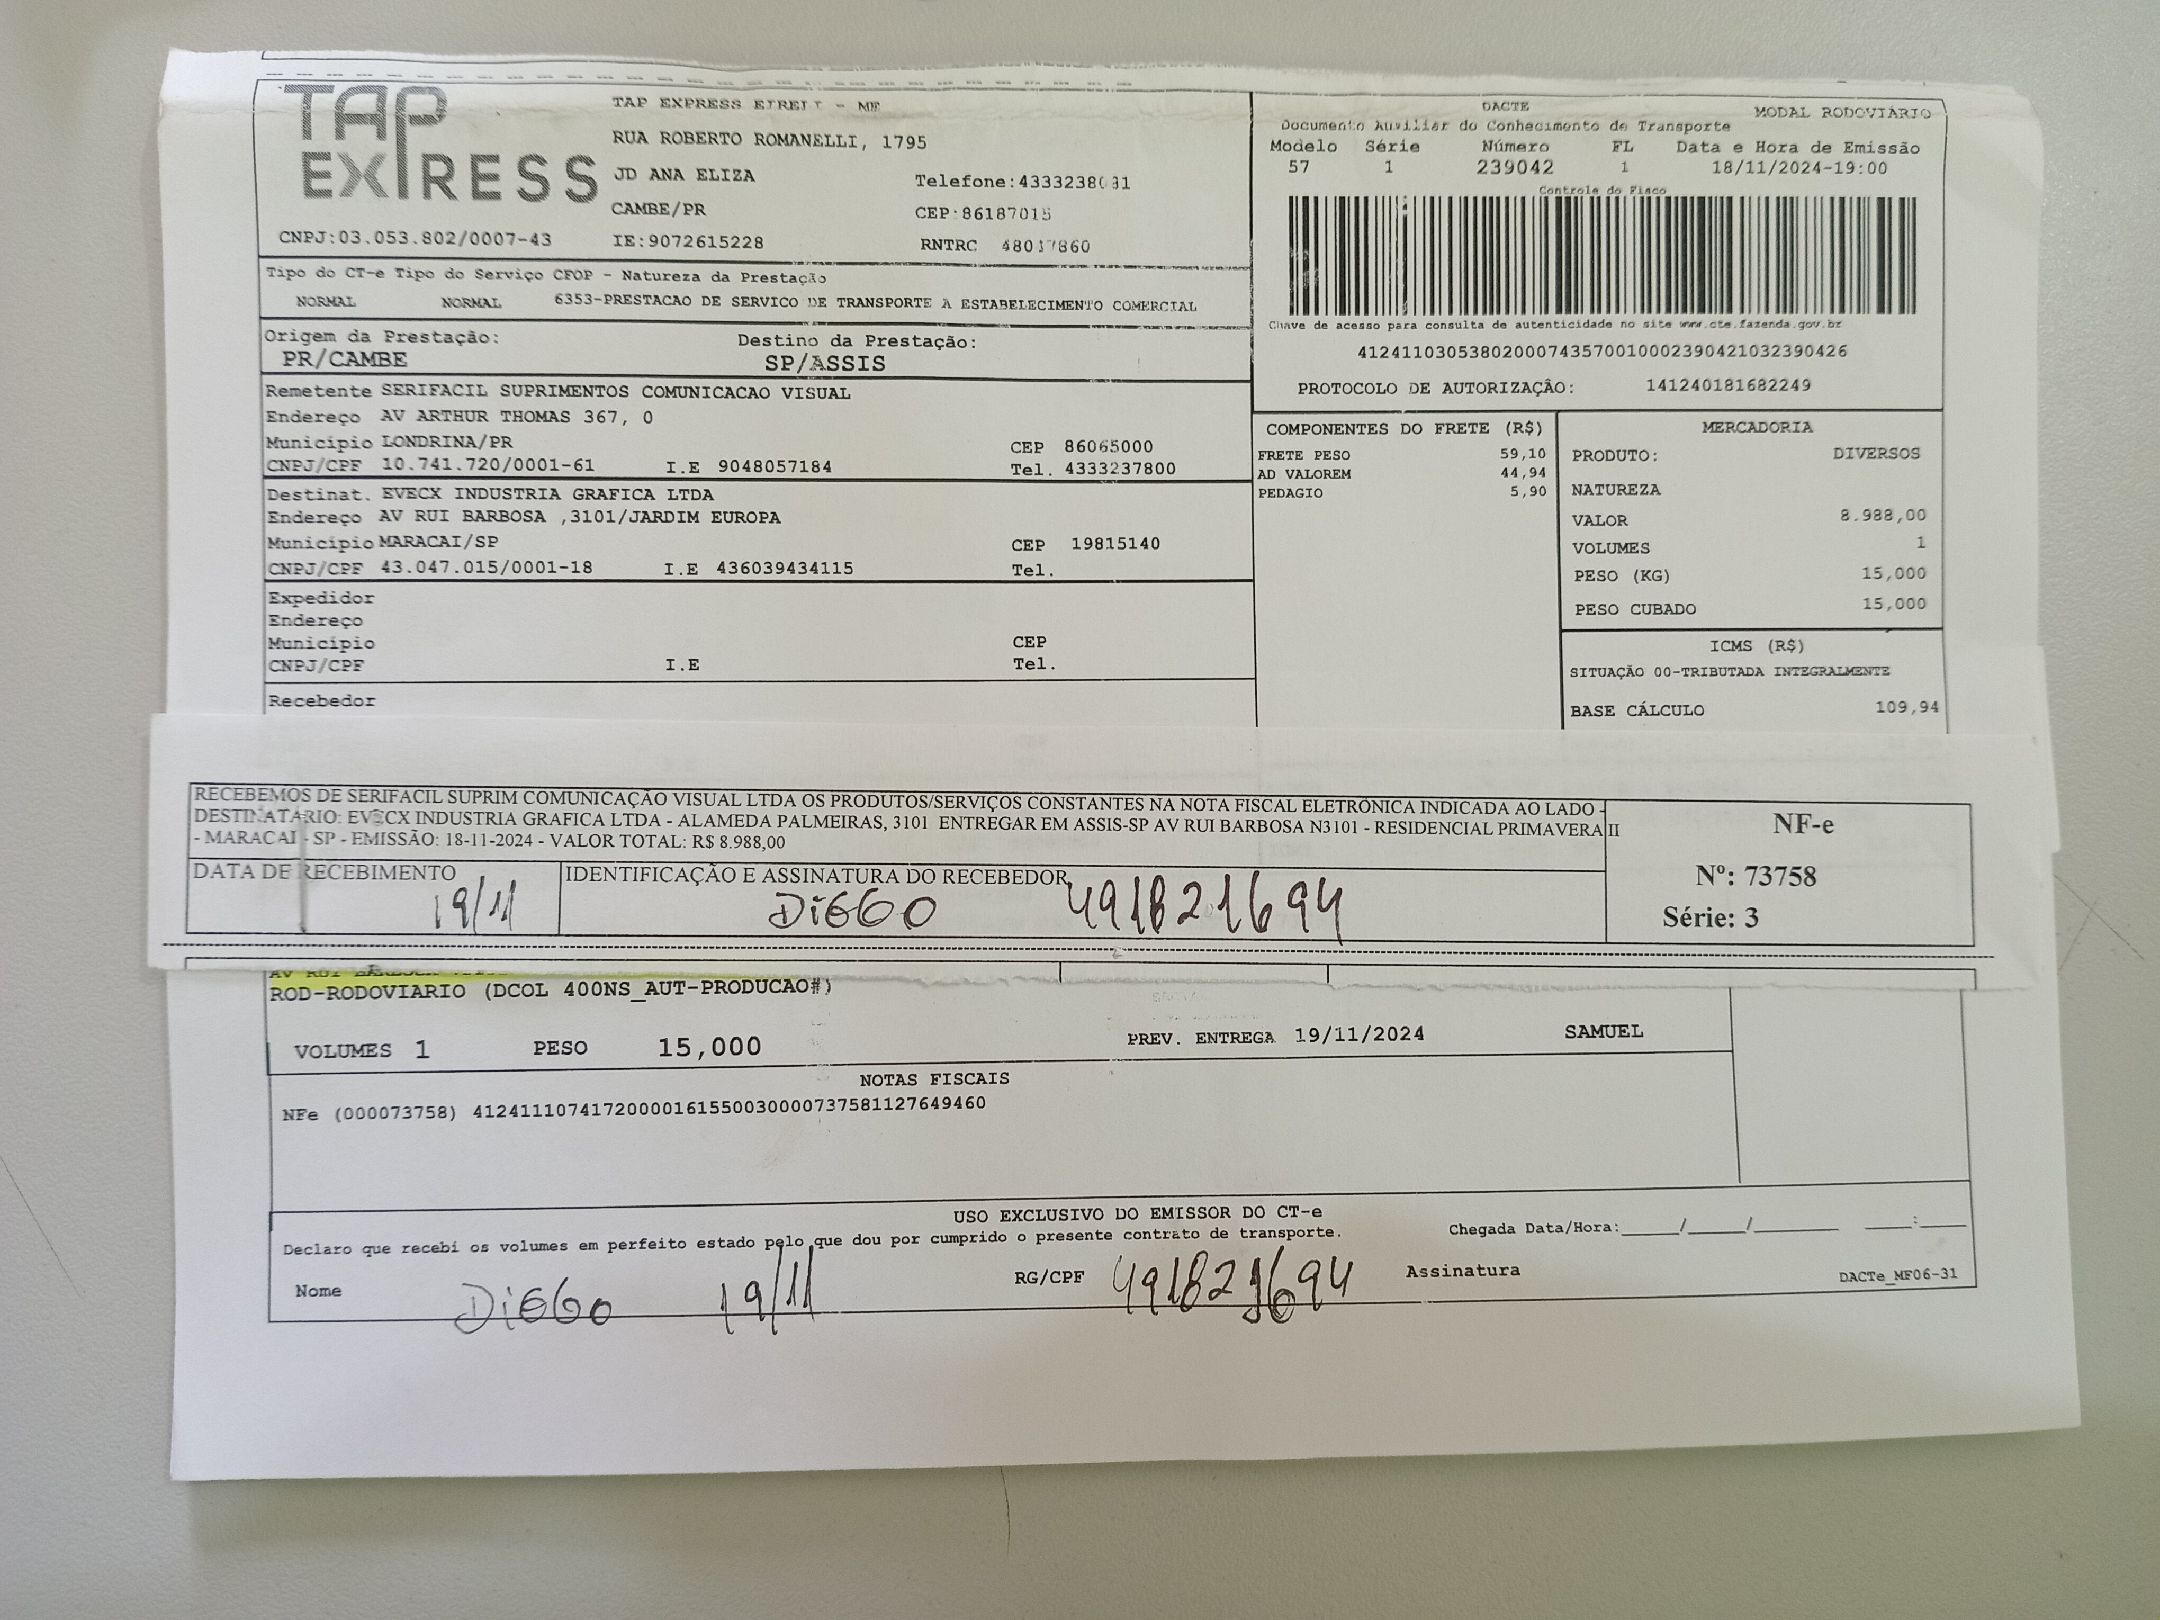 TAP EXPRESS
TAP EXPRESS EIRELI - ME
RUA ROBERTO ROMANELLI, 1795
JD ANA ELIZA
Telefone:4333238031
CAMBE/PR
CEP:86187015
CNPJ:03.053.802/0007-43
IE:9072615228
RNTRC 48017860
DACTE
MODAL RODOVIÁRIO
Documento Auxiliar do Conhecimento de Transporte
Modelo Série Número FL Data e Hora de Emissão
57 1 239042 1 18/11/2024-19:00
Controle do Fisco
Chave de acesso para consulta de autenticidade no site www.cte.fazenda.gov.br
41241103053802000743570010002390421032390426
PROTOCOLO DE AUTORIZAÇÃO: 141240181682249
Tipo do CT-e Tipo do Serviço CFOP - Natureza da Prestação
NORMAL NORMAL 6353-PRESTACAO DE SERVICO DE TRANSPORTE A ESTABELECIMENTO COMERCIAL
Origem da Prestação: Destino da Prestação:
PR/CAMBE SP/ASSIS
Remetente SERIFACIL SUPRIMENTOS COMUNICACAO VISUAL
Endereço AV ARTHUR THOMAS 367, 0
Município LONDRINA/PR CEP 86065000
CNPJ/CPF 10.741.720/0001-61 I.E 9048057184 Tel. 4333237800
Destinat. EVECX INDUSTRIA GRAFICA LTDA
Endereço AV RUI BARBOSA ,3101/JARDIM EUROPA
Município MARACAI/SP CEP 19815140
CNPJ/CPF 43.047.015/0001-18 I.E 436039434115 Tel.
Expedidor
Endereço
Município CEP
CNPJ/CPF I.E Tel.
Recebedor
COMPONENTES DO FRETE (R$)
FRETE PESO 59,10
AD VALOREM 44,94
PEDAGIO 5,90
MERCADORIA
PRODUTO: DIVERSOS
NATUREZA
VALOR 8.988,00
VOLUMES 1
PESO (KG) 15,000
PESO CUBADO 15,000
ICMS (R$)
SITUAÇÃO 00-TRIBUTADA INTEGRALMENTE
BASE CÁLCULO 109,94
RECEBEMOS DE SERIFACIL SUPRIM COMUNICAÇÃO VISUAL LTDA OS PRODUTOS/SERVIÇOS CONSTANTES NA NOTA FISCAL ELETRÔNICA INDICADA AO LADO -
DESTINATÁRIO: EVECX INDUSTRIA GRAFICA LTDA - ALAMEDA PALMEIRAS, 3101 ENTREGAR EM ASSIS-SP AV RUI BARBOSA N3101 - RESIDENCIAL PRIMAVERA II
- MARACAI - SP - EMISSÃO: 18-11-2024 - VALOR TOTAL: R$ 8.988,00
DATA DE RECEBIMENTO IDENTIFICAÇÃO E ASSINATURA DO RECEBEDOR
19/11 DiEGO 491821694
NF-e
Nº: 73758
Série: 3
AV RUI
ROD-RODOVIARIO (DCOL 400NS_AUT-PRODUCAO#)
VOLUMES 1 PESO 15,000 PREV. ENTREGA 19/11/2024 SAMUEL
NOTAS FISCAIS
NFe (000073758) 41241110741720000161550030000737581127649460
USO EXCLUSIVO DO EMISSOR DO CT-e
Declaro que recebi os volumes em perfeito estado pelo que dou por cumprido o presente contrato de transporte.
Chegada Data/Hora:____/____/______ ___:___
Nome DiEGO 19/11 RG/CPF 491821694 Assinatura
DACTe_MF06-31